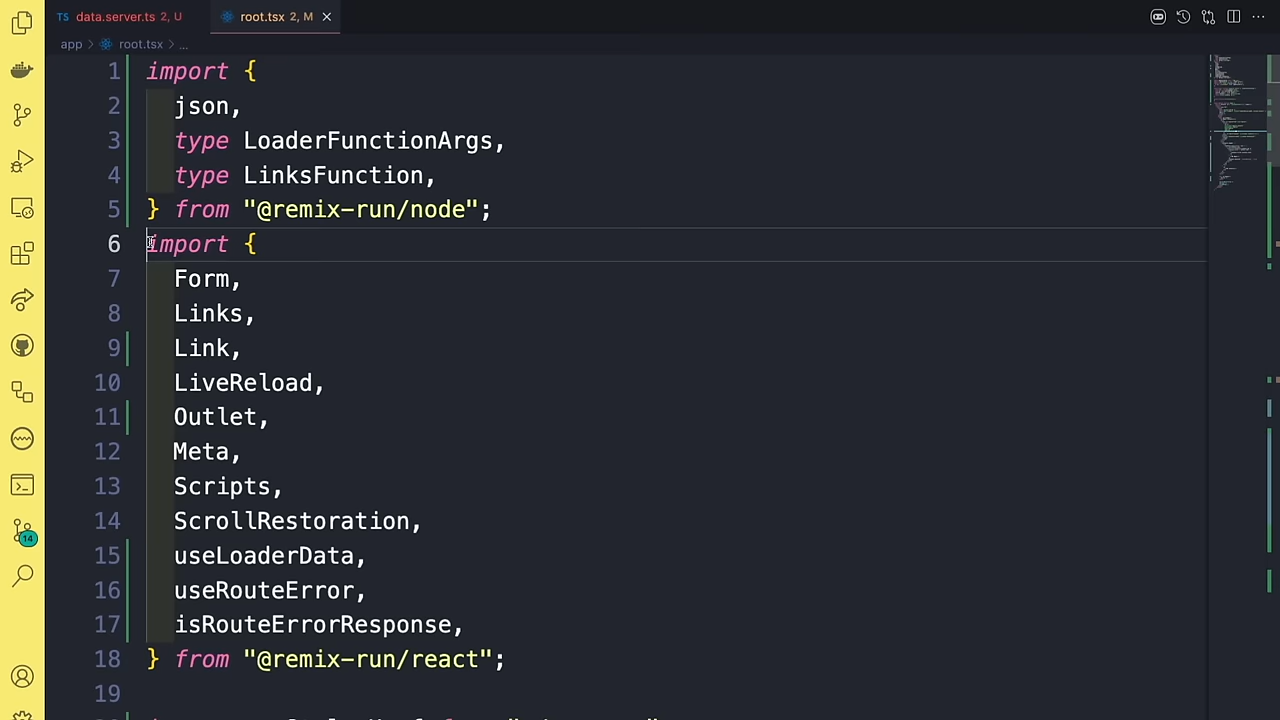 TS data.server.ts 2, U
root.tsx 2, M
app > root.tsx > ...
1 import {
2 json,
3 type LoaderFunctionArgs,
4 type LinksFunction,
5 } from "@remix-run/node";
6 import {
7 Form,
8 Links,
9 Link,
10 LiveReload,
11 Outlet,
12 Meta,
13 Scripts,
14 ScrollRestoration,
15 useLoaderData,
16 useRouteError,
17 isRouteErrorResponse,
18 } from "@remix-run/react";
19
14